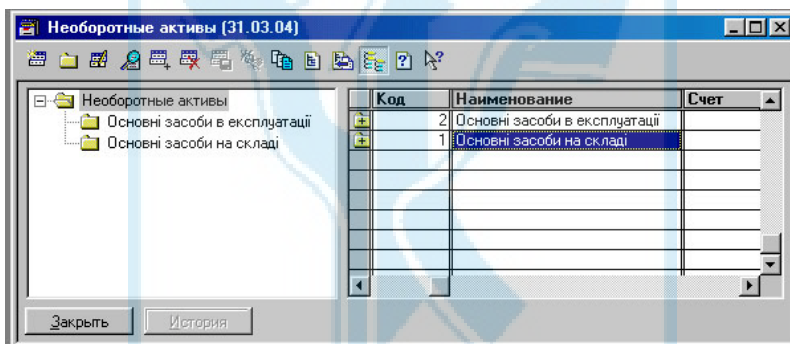 Необоротные активы (31.03.04)
Необоротные активы
Основні засоби в експлуатації
Основні засоби на складі
Код Наименование Счет
2 Основні засоби в експлуатації
1 Основні засоби на складі
Закрыть История